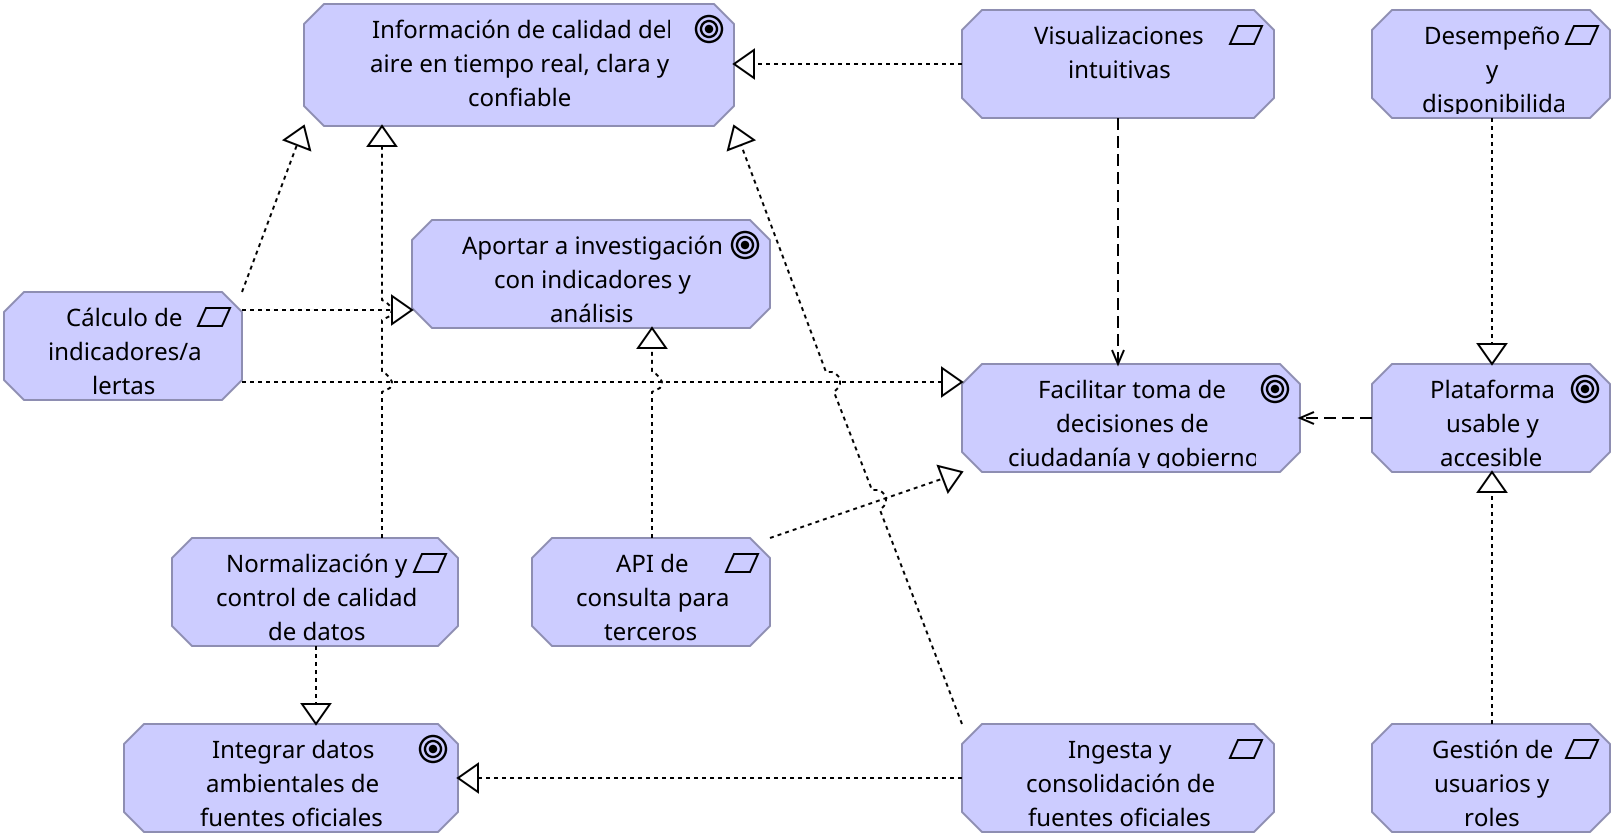 Información de calidad del
aire en tiempo real, clara y
confiable
Visualizaciones
intuitivas
Desempeño
y
disponibilida
Aportar a investigación
con indicadores y
análisis
Cálculo de
indicadores/a
lertas
Facilitar toma de
decisiones de
ciudadanía y gobierno
Plataforma
usable y
accesible
Normalización y
control de calidad
de datos
API de
consulta para
terceros
Integrar datos
ambientales de
fuentes oficiales
Ingesta y
consolidación de
fuentes oficiales
Gestión de
usuarios y
roles